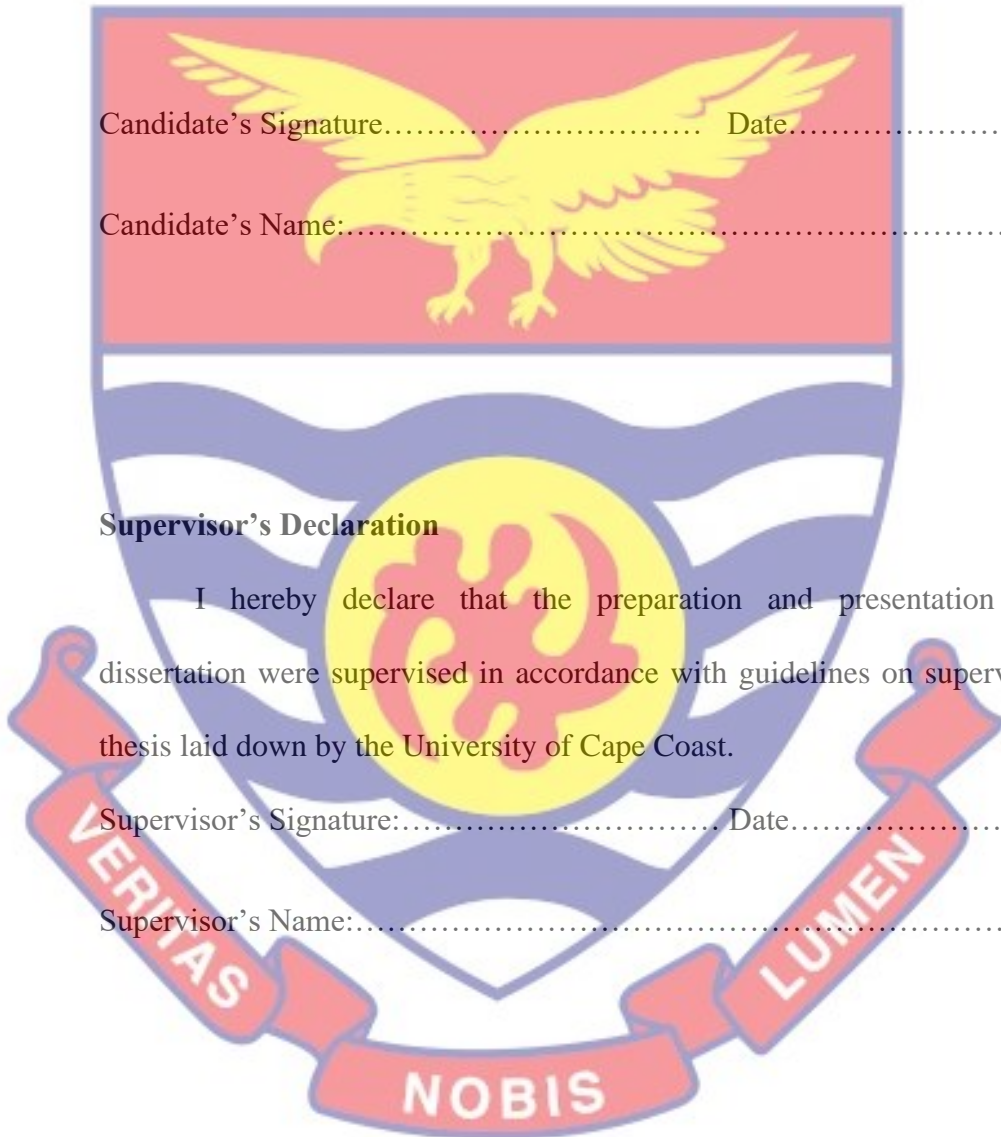 Candidate's Signature………………………… Date…………………
Candidate's Name:…………………………………………………………
Supervisor's Declaration
I hereby declare that the preparation and presentation
dissertation were supervised in accordance with guidelines on
thesis laid down by the University of Cape Coast.
Supervisor's Signature:………………………… Date…………………
Supervisor's Name:…………………………………………………………
VERITAS
NOBIS
LUMEN